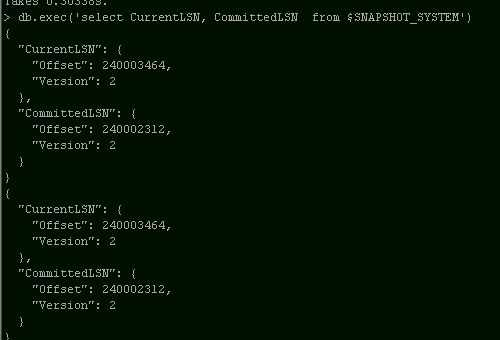 Takes 0.30338s.
> db.exec('select CurrentLSN, CommittedLSN  from $SNAPSHOT_SYSTEM')
{
  "CurrentLSN": {
    "Offset": 240003464,
    "Version": 2
  },
  "CommittedLSN": {
    "Offset": 240002312,
    "Version": 2
  }
}
{
  "CurrentLSN": {
    "Offset": 240003464,
    "Version": 2
  },
  "CommittedLSN": {
    "Offset": 240002312,
    "Version": 2
  }
}